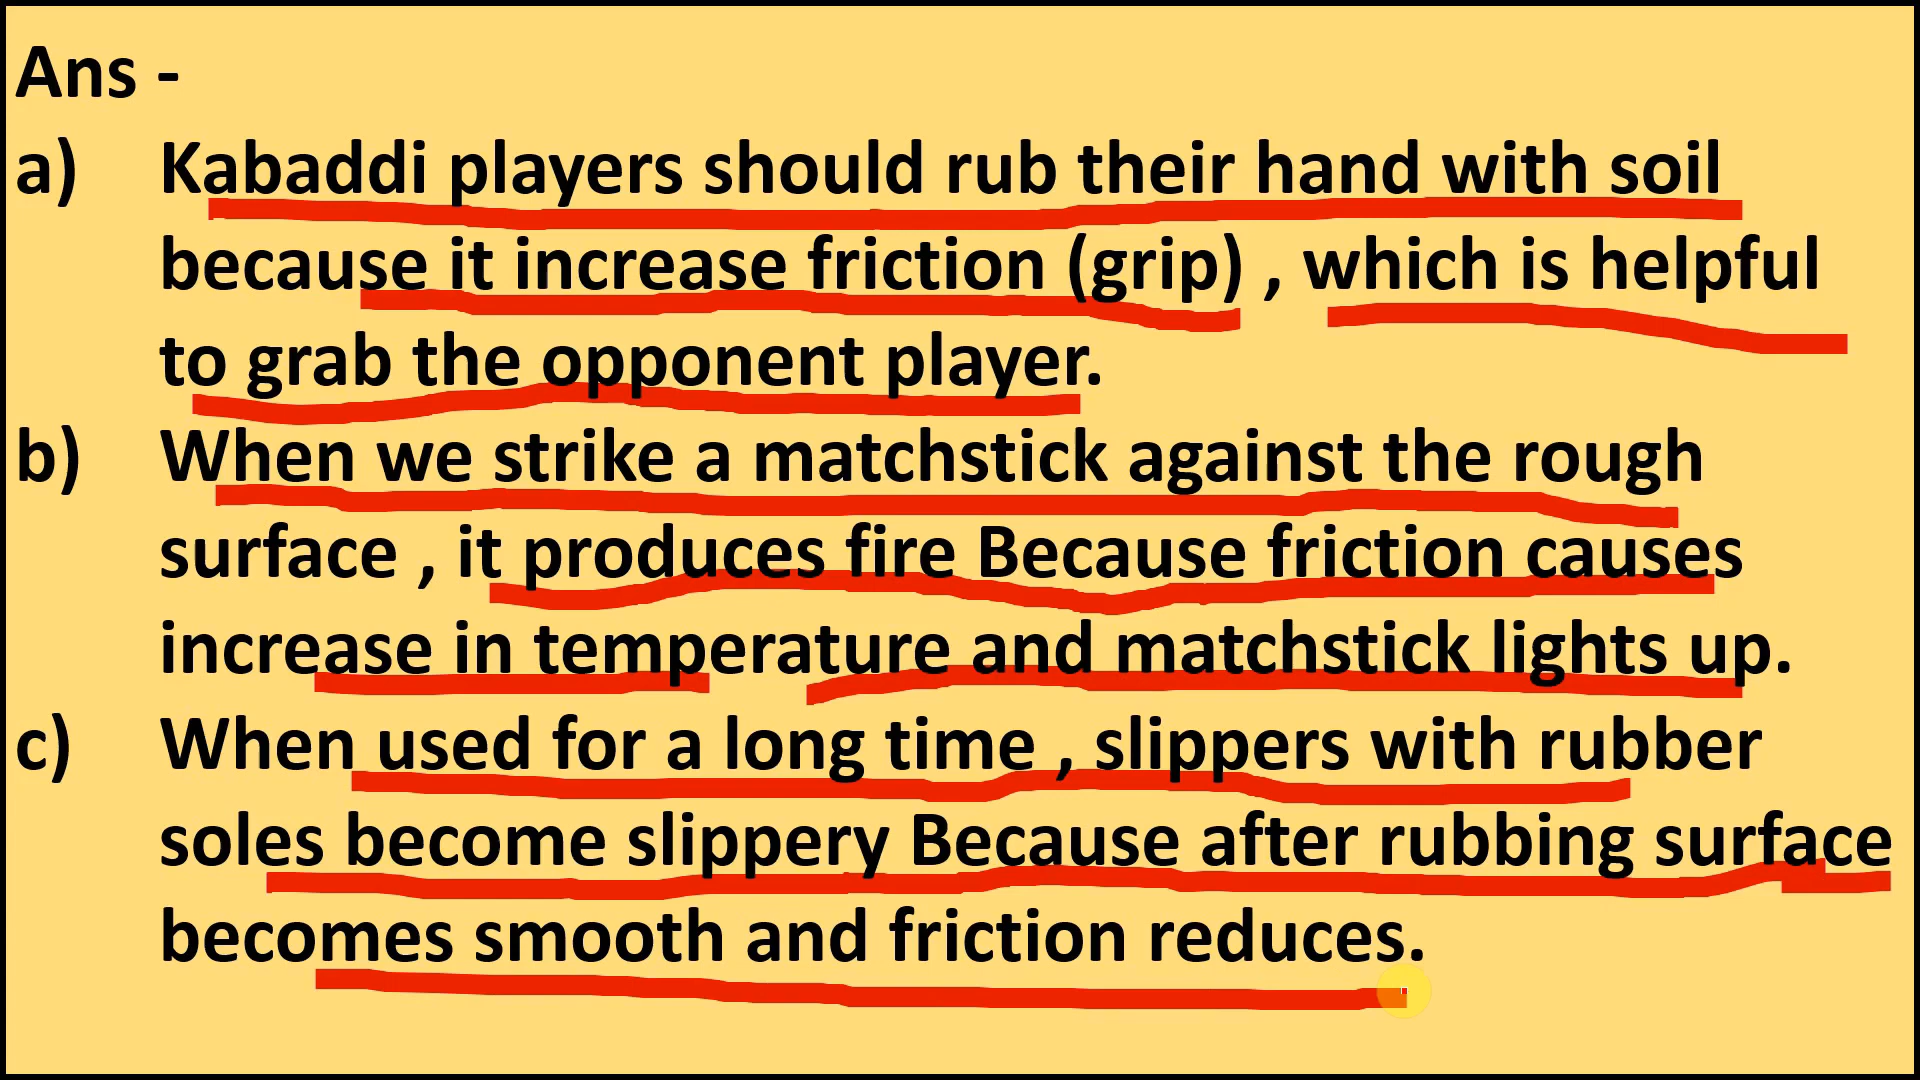 Ans -
a) Kabaddi players should rub their hand with soil
because it increase friction (grip) , which is helpful
to grab the opponent player.
b) When we strike a matchstick against the rough
surface , it produces fire Because friction causes
increase in temperature and matchstick lights up.
c) When used for a long time , slippers with rubber
soles become slippery Because after rubbing surface
becomes smooth and friction reduces.